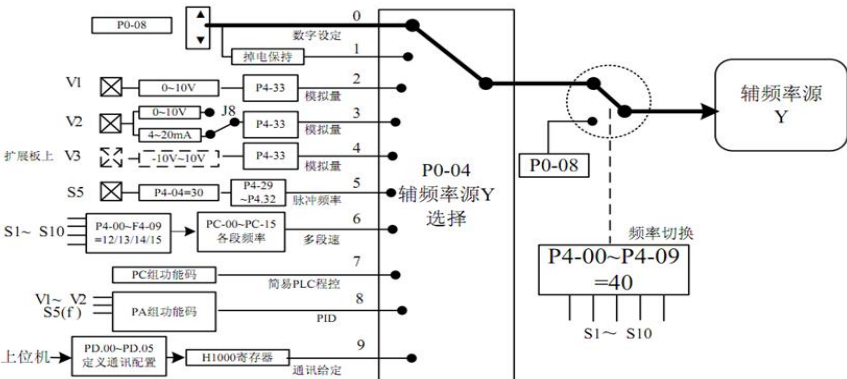 P0-08
0
数字设定
掉电保持
1
V1
0~10V
P4-33
2
模拟量
V2
0~10V
4~20mA
J8
P4-33
3
模拟量
扩展板上
V3
-10V~10V
P4-33
4
模拟量
S5
P4-04=30
P4-29
~P4.32
5
脉冲频率
S1~ S10
P4-00~F4-09
=12/13/14/15
PC-00~PC-15
各段频率
6
多段速
PC组功能码
7
简易PLC程控
V1~ V2
S5(f)
PA组功能码
8
PID
上位机
PD.00~PD.05
定义通讯配置
H1000寄存器
9
通讯给定
P0-04
辅频率源Y
选择
P0-08
辅频率源
Y
频率切换
P4-00~P4-09
=40
S1~ S10